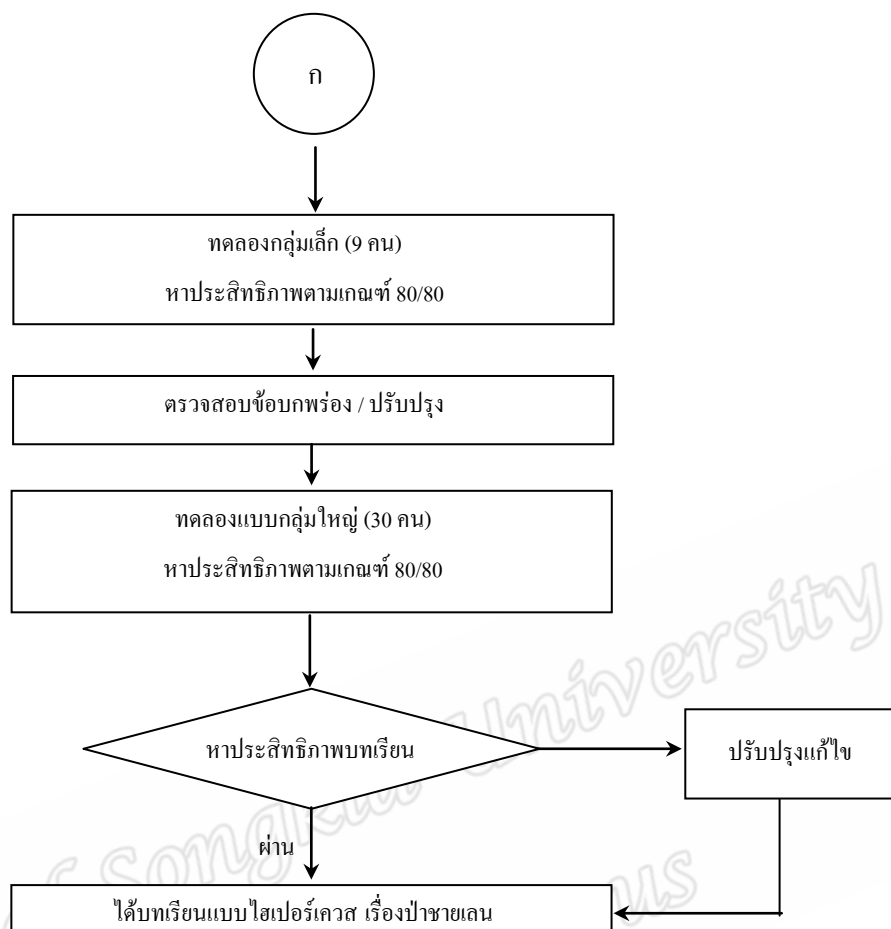 ก
ทดลองกลุ่มเล็ก (9 คน)
หาประสิทธิภาพตามเกณฑ์ 80/80
ตรวจสอบข้อบกพร่อง / ปรับปรุง
ทดลองแบบกลุ่มใหญ่ (30 คน)
หาประสิทธิภาพตามเกณฑ์ 80/80
หาประสิทธิภาพบทเรียน
ปรับปรุงแก้ไข
ผ่าน
ได้บทเรียนแบบไฮเปอร์เควส เรื่องป่าชายเลน
Songkla University